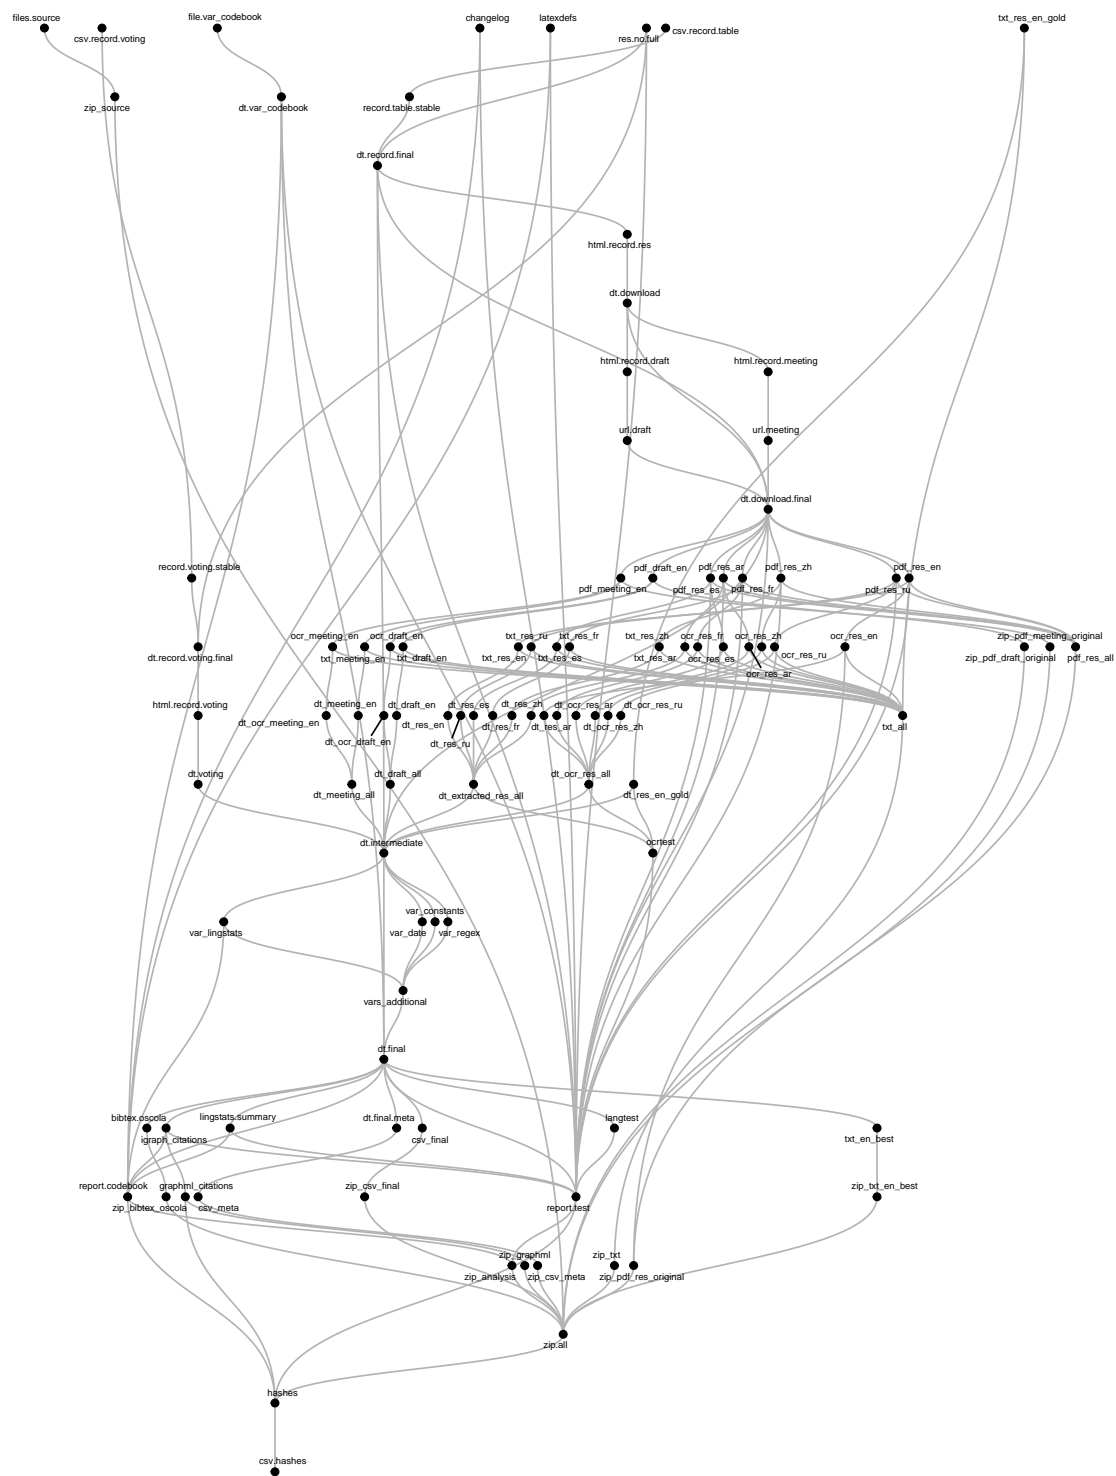 files.source
csv.record.voting
file.var_codebook
changelog
latexdefs
res.no.full
csv.record.table
txt_res_en_gold
zip_source
dt.var_codebook
record.table.stable
dt.record.final
html.record.res
dt.download
html.record.draft
html.record.meeting
url.draft
url.meeting
dt.download.final
record.voting.stable
pdf_meeting_en
pdf_draft_en
pdf_res_es
pdf_res_ar
pdf_res_fr
pdf_res_zh
pdf_res_ru
pdf_res_en
dt.record.voting.final
ocr_meeting_en
txt_meeting_en
ocr_draft_en
txt_draft_en
txt_res_en
txt_res_ru
txt_res_es
txt_res_fr
txt_res_zh
txt_res_ar
ocr_res_fr
ocr_res_es
ocr_res_zh
ocr_res_ar
ocr_res_ru
ocr_res_en
zip_pdf_draft_original
zip_pdf_meeting_original
pdf_res_all
html.record.voting
dt_ocr_meeting_en
dt_meeting_en
dt_ocr_draft_en
dt_draft_en
dt_res_en
dt_res_ru
dt_res_es
dt_res_fr
dt_res_zh
dt_res_ar
dt_ocr_res_ar
dt_ocr_res_zh
dt_ocr_res_ru
txt_all
dt.voting
dt_meeting_all
dt_draft_all
dt_extracted_res_all
dt_ocr_res_all
dt_res_en_gold
dt.intermediate
ocrtest
var_lingstats
var_date
var_constants
var_regex
vars_additional
dt.final
bibtex.oscola
igraph_citations
lingstats.summary
dt.final.meta
csv_final
langtest
txt_en_best
report.codebook
zip_bibtex_oscola
graphml_citations
csv_meta
zip_csv_final
report.test
zip_txt_en_best
zip_analysis
zip_graphml
zip_csv_meta
zip_txt
zip_pdf_res_original
zip.all
hashes
csv.hashes